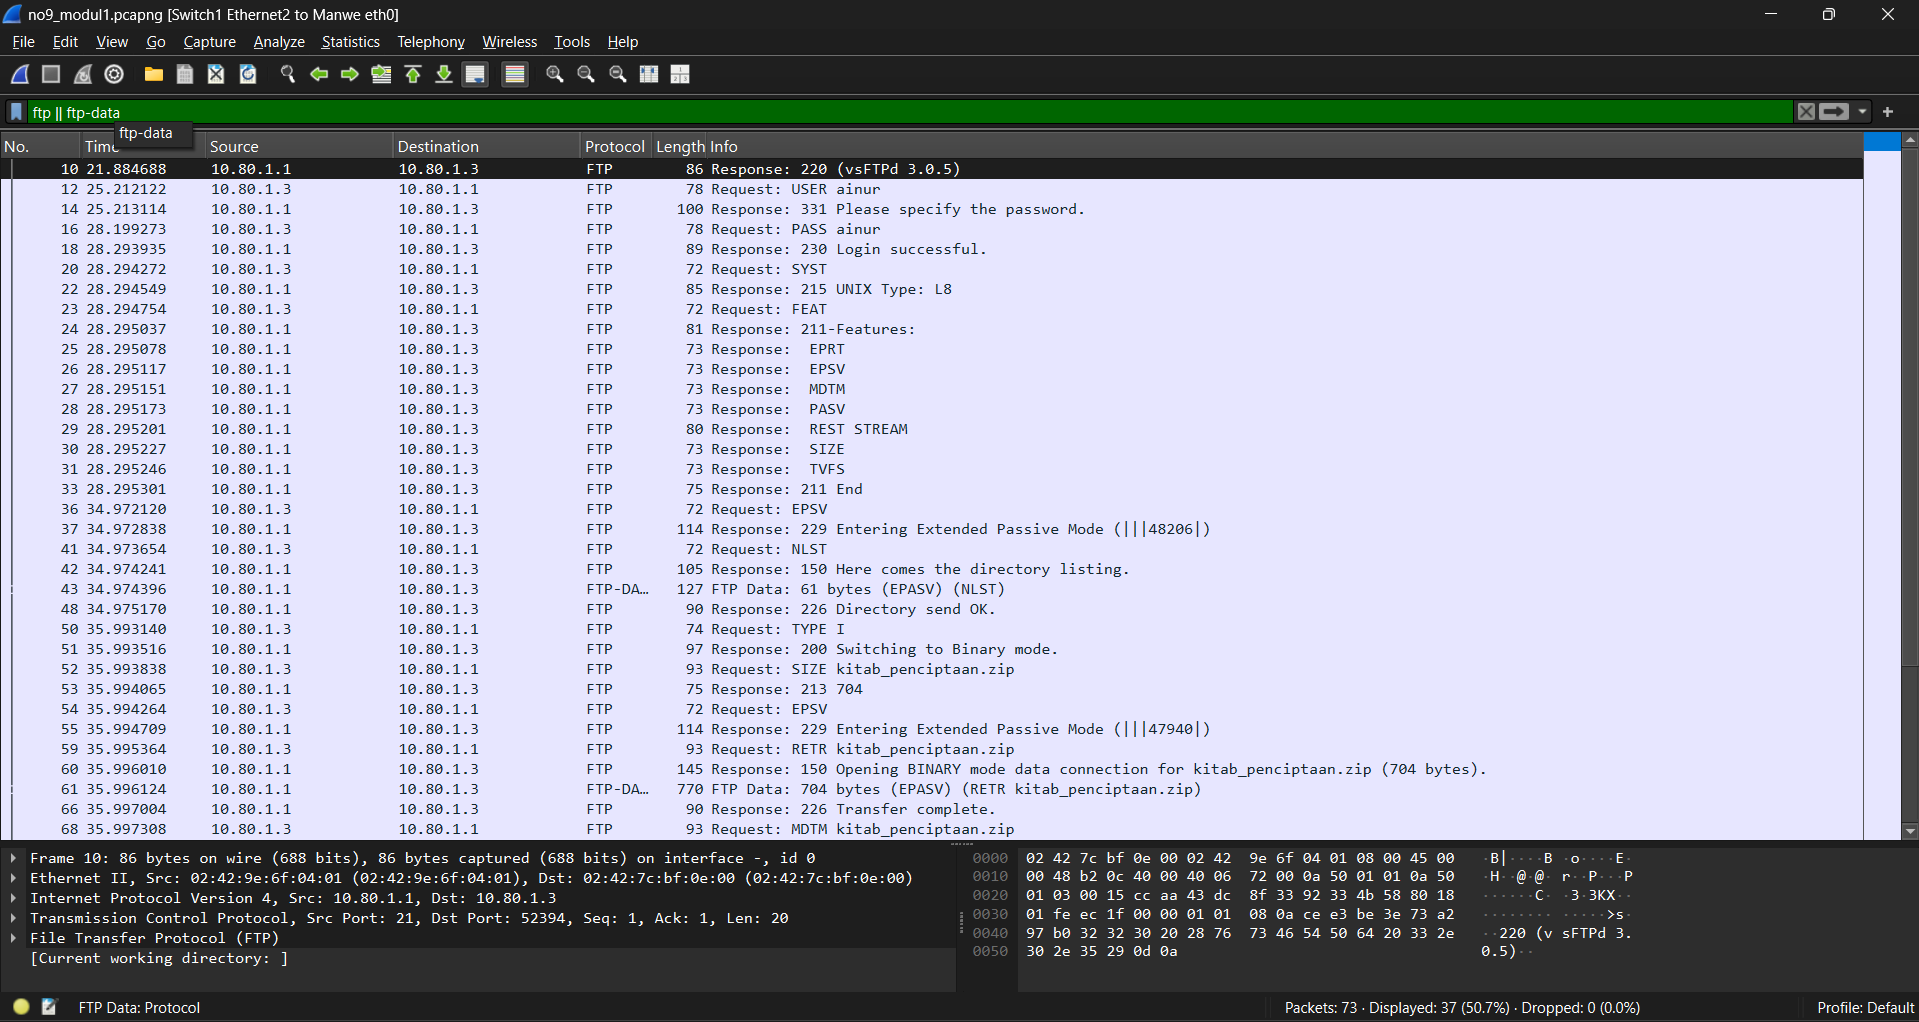 no9_modul1.pcapng [Switch1 Ethernet2 to Manwe eth0]
File Edit View Go Capture Analyze Statistics Telephony Wireless Tools Help
ftp || ftp-data
ftp-data
No. Time Source Destination Protocol Length Info
10 21.884688 10.80.1.1 10.80.1.3 FTP 86 Response: 220 (vsFTPd 3.0.5)
12 25.212122 10.80.1.3 10.80.1.1 FTP 78 Request: USER ainur
14 25.213114 10.80.1.1 10.80.1.3 FTP 100 Response: 331 Please specify the password.
16 28.199273 10.80.1.3 10.80.1.1 FTP 78 Request: PASS ainur
18 28.293935 10.80.1.1 10.80.1.3 FTP 89 Response: 230 Login successful.
20 28.294272 10.80.1.3 10.80.1.1 FTP 72 Request: SYST
22 28.294549 10.80.1.1 10.80.1.3 FTP 85 Response: 215 UNIX Type: L8
23 28.294754 10.80.1.3 10.80.1.1 FTP 72 Request: FEAT
24 28.295037 10.80.1.1 10.80.1.3 FTP 81 Response: 211-Features:
25 28.295078 10.80.1.1 10.80.1.3 FTP 73 Response: EPRT
26 28.295117 10.80.1.1 10.80.1.3 FTP 73 Response: EPSV
27 28.295151 10.80.1.1 10.80.1.3 FTP 73 Response: MDTM
28 28.295173 10.80.1.1 10.80.1.3 FTP 73 Response: PASV
29 28.295201 10.80.1.1 10.80.1.3 FTP 80 Response: REST STREAM
30 28.295227 10.80.1.1 10.80.1.3 FTP 73 Response: SIZE
31 28.295246 10.80.1.1 10.80.1.3 FTP 73 Response: TVFS
33 28.295301 10.80.1.1 10.80.1.3 FTP 75 Response: 211 End
36 34.972120 10.80.1.3 10.80.1.1 FTP 72 Request: EPSV
37 34.972838 10.80.1.1 10.80.1.3 FTP 114 Response: 229 Entering Extended Passive Mode (|||48206|)
41 34.973654 10.80.1.3 10.80.1.1 FTP 72 Request: NLST
42 34.974241 10.80.1.1 10.80.1.3 FTP 105 Response: 150 Here comes the directory listing.
43 34.974396 10.80.1.1 10.80.1.3 FTP-DA… 127 FTP Data: 61 bytes (EPASV) (NLST)
48 34.975170 10.80.1.1 10.80.1.3 FTP 90 Response: 226 Directory send OK.
50 35.993140 10.80.1.3 10.80.1.1 FTP 74 Request: TYPE I
51 35.993516 10.80.1.1 10.80.1.3 FTP 97 Response: 200 Switching to Binary mode.
52 35.993838 10.80.1.3 10.80.1.1 FTP 93 Request: SIZE kitab_penciptaan.zip
53 35.994065 10.80.1.1 10.80.1.3 FTP 75 Response: 213 704
54 35.994264 10.80.1.3 10.80.1.1 FTP 72 Request: EPSV
55 35.994709 10.80.1.1 10.80.1.3 FTP 114 Response: 229 Entering Extended Passive Mode (|||47940|)
59 35.995364 10.80.1.3 10.80.1.1 FTP 93 Request: RETR kitab_penciptaan.zip
60 35.996010 10.80.1.1 10.80.1.3 FTP 145 Response: 150 Opening BINARY mode data connection for kitab_penciptaan.zip (704 bytes).
61 35.996124 10.80.1.1 10.80.1.3 FTP-DA… 770 FTP Data: 704 bytes (EPASV) (RETR kitab_penciptaan.zip)
66 35.997004 10.80.1.1 10.80.1.3 FTP 90 Response: 226 Transfer complete.
68 35.997308 10.80.1.3 10.80.1.1 FTP 93 Request: MDTM kitab_penciptaan.zip
Frame 10: 86 bytes on wire (688 bits), 86 bytes captured (688 bits) on interface -, id 0
Ethernet II, Src: 02:42:9e:6f:04:01 (02:42:9e:6f:04:01), Dst: 02:42:7c:bf:0e:00 (02:42:7c:bf:0e:00)
Internet Protocol Version 4, Src: 10.80.1.1, Dst: 10.80.1.3
Transmission Control Protocol, Src Port: 21, Dst Port: 52394, Seq: 1, Ack: 1, Len: 20
File Transfer Protocol (FTP)
[Current working directory: ]
0000 02 42 7c bf 0e 00 02 42 9e 6f 04 01 08 00 45 00 ·B|····B ·o····E·
0010 00 48 b2 0c 40 00 40 06 72 00 0a 50 01 01 0a 50 ·H··@·@· r··P···P
0020 01 03 00 15 cc aa 43 dc 8f 33 92 33 4b 58 80 18 ······C· ·3·3KX··
0030 01 fe ec 1f 00 00 01 01 08 0a ce e3 be 3e 73 a2 ········ ·····>s·
0040 97 b0 32 32 30 20 28 76 73 46 54 50 64 20 33 2e ··220 (v sFTPd 3.
0050 30 2e 35 29 0d 0a 0.5)··
FTP Data: Protocol
Packets: 73 · Displayed: 37 (50.7%) · Dropped: 0 (0.0%)
Profile: Default